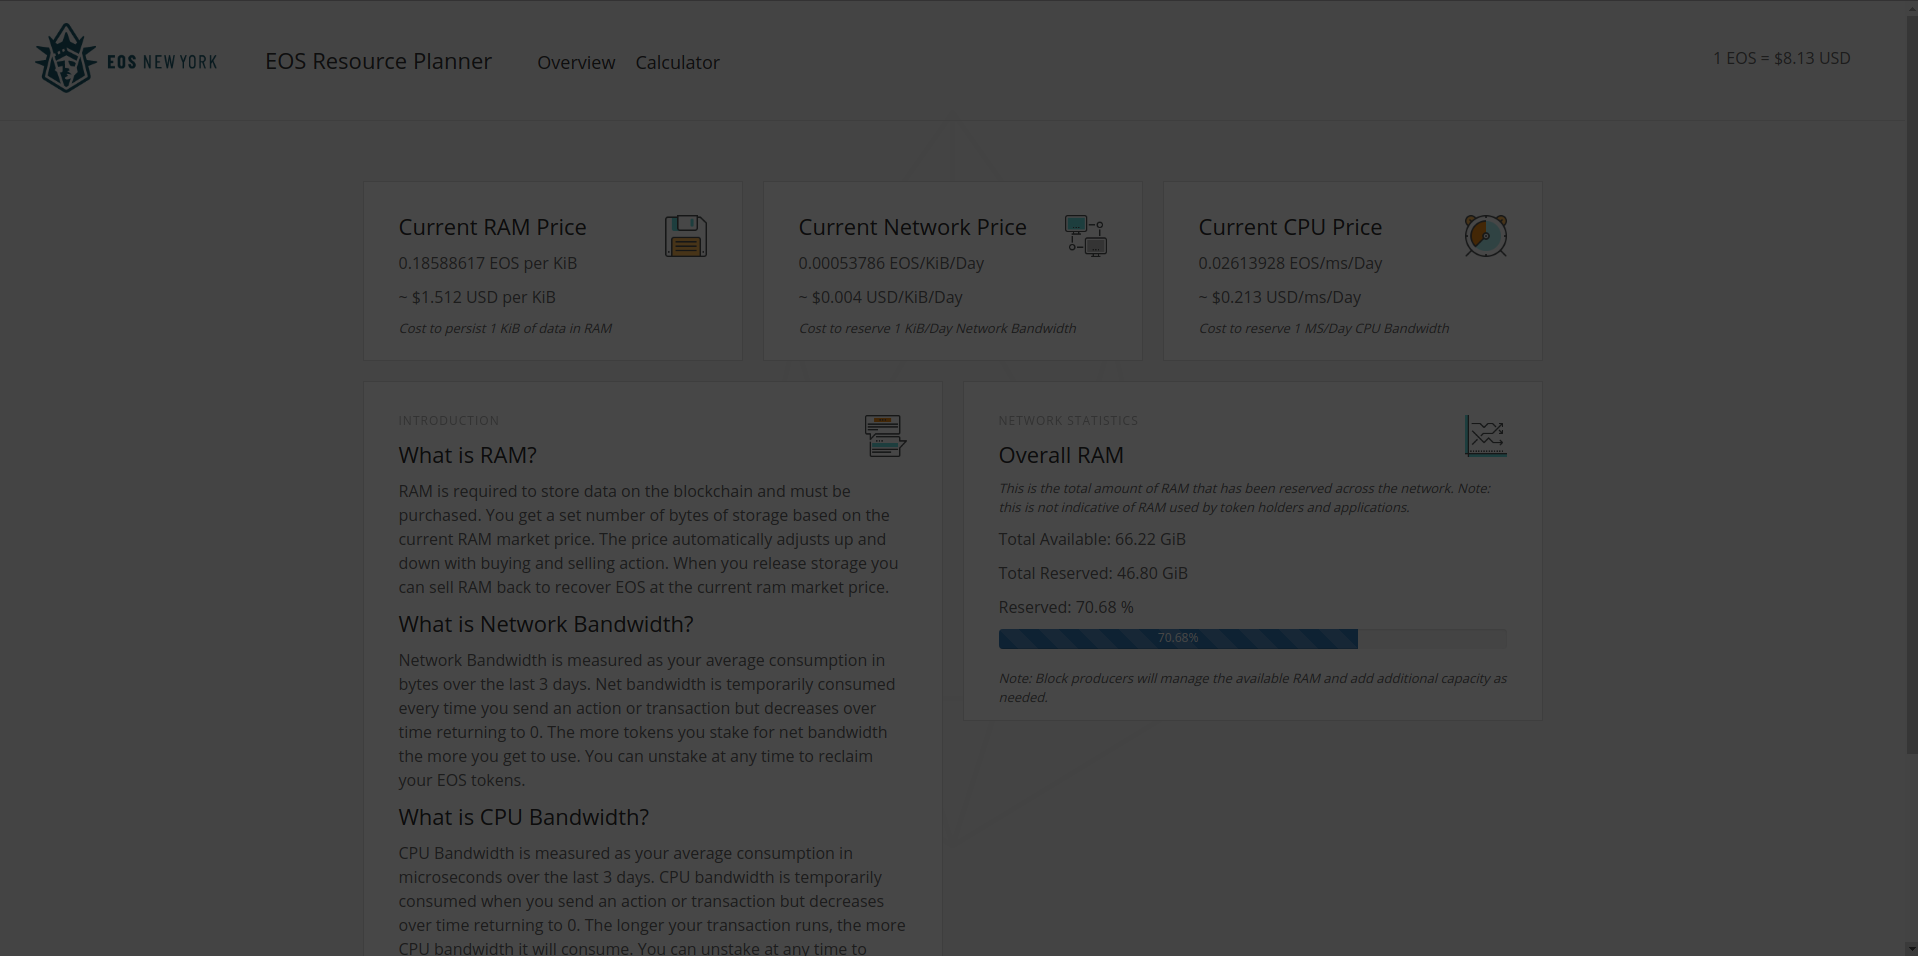 EOS NEW YORK
EOS Resource Planner
Overview
Calculator
1 EOS = $8.13 USD
Current RAM Price
0.18588617 EOS per KiB
~ $1.512 USD per KiB
Cost to persist 1 KiB of data in RAM
Current Network Price
0.00053786 EOS/KiB/Day
~ $0.004 USD/KiB/Day
Cost to reserve 1 KiB/Day Network Bandwidth
Current CPU Price
0.02613928 EOS/ms/Day
~ $0.213 USD/ms/Day
Cost to reserve 1 MS/Day CPU Bandwidth
INTRODUCTION
What is RAM?
RAM is required to store data on the blockchain and must be
purchased. You get a set number of bytes of storage based on the
current RAM market price. The price automatically adjusts up and
down with buying and selling action. When you release storage you
can sell RAM back to recover EOS at the current ram market price.
What is Network Bandwidth?
Network Bandwidth is measured as your average consumption in
bytes over the last 3 days. Net bandwidth is temporarily consumed
every time you send an action or transaction but decreases over
time returning to 0. The more tokens you stake for net bandwidth
the more you get to use. You can unstake at any time to reclaim
your EOS tokens.
What is CPU Bandwidth?
CPU Bandwidth is measured as your average consumption in
microseconds over the last 3 days. CPU bandwidth is temporarily
consumed when you send an action or transaction but decreases
over time returning to 0. The longer your transaction runs, the more
CPU bandwidth it will consume. You can unstake at any time to
NETWORK STATISTICS
Overall RAM
This is the total amount of RAM that has been reserved across the network. Note:
this is not indicative of RAM used by token holders and applications.
Total Available: 66.22 GiB
Total Reserved: 46.80 GiB
Reserved: 70.68 %
70.68%
Note: Block producers will manage the available RAM and add additional capacity as
needed.